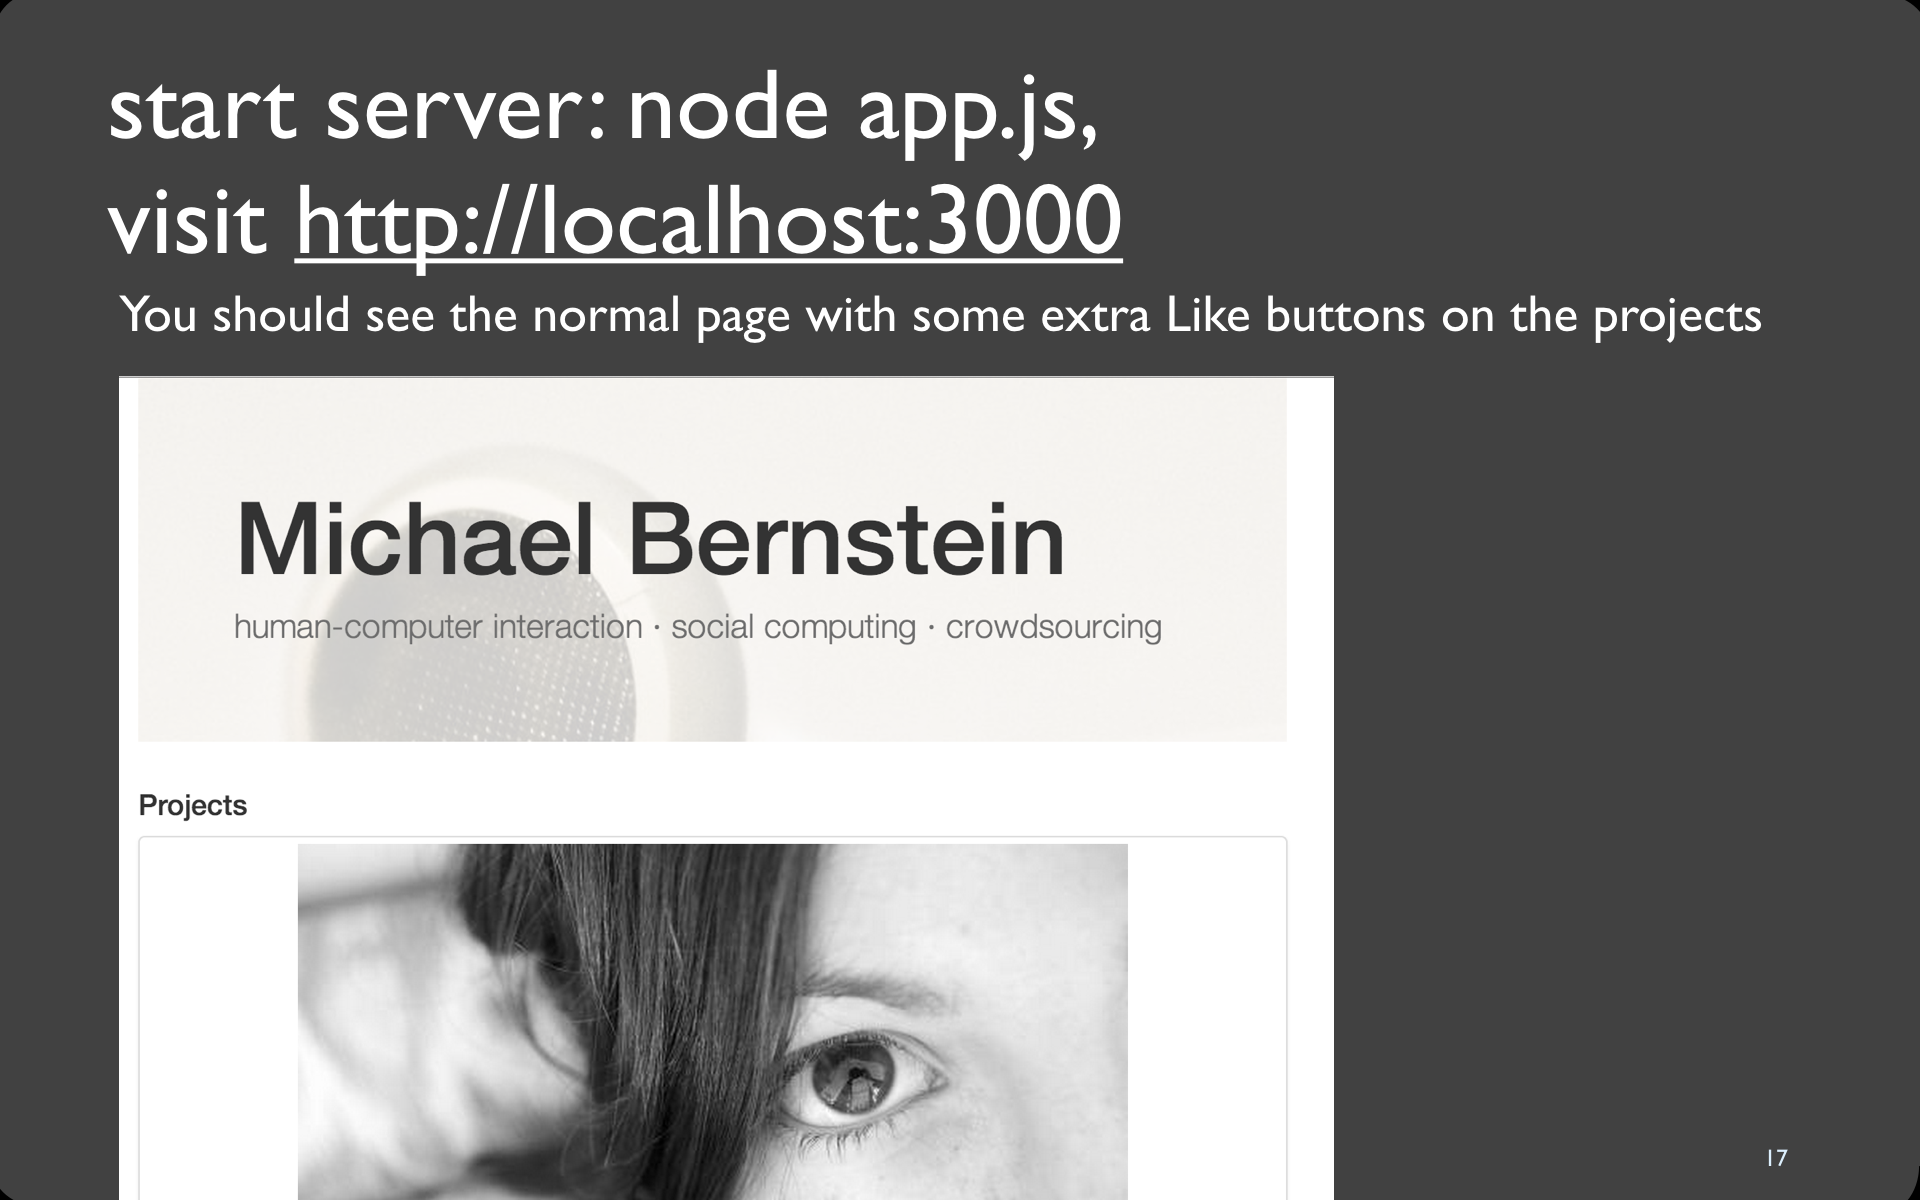 start server: node app.js,
visit http://localhost:3000
You should see the normal page with some extra Like buttons on the projects
Michael Bernstein
human-computer interaction · social computing · crowdsourcing
Projects
17